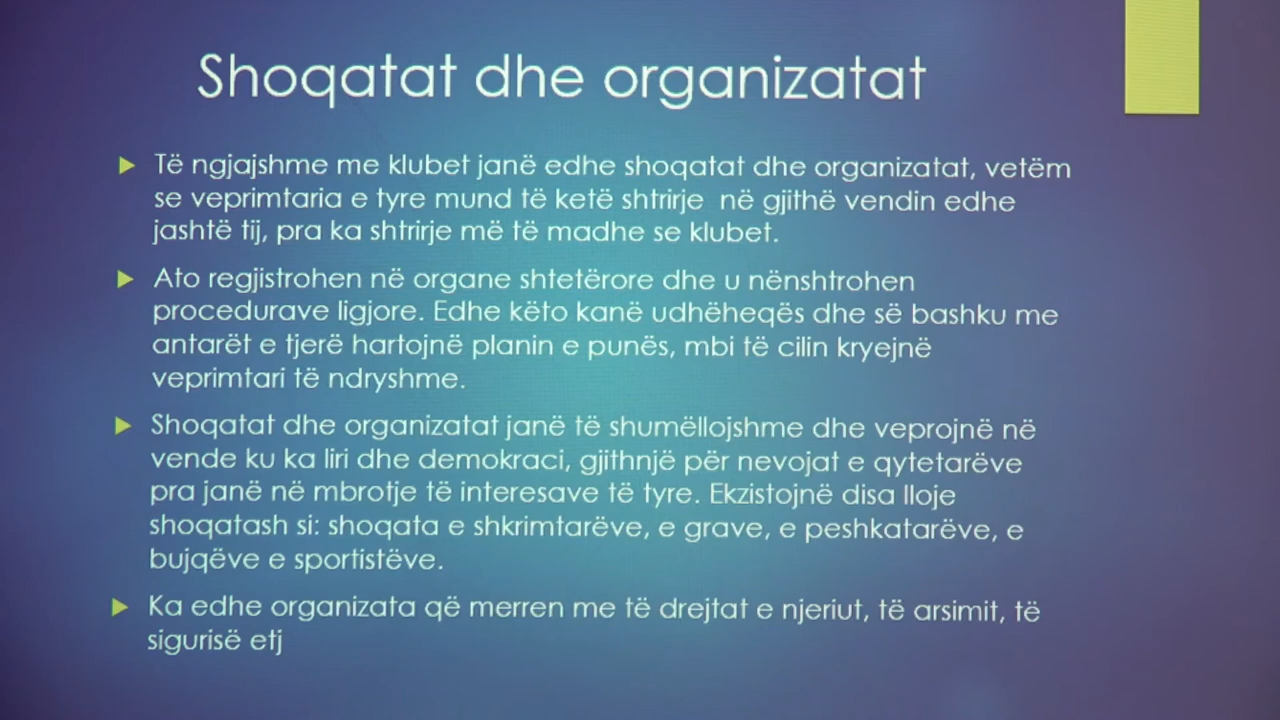 Shoqatat dhe organizatat
Të ngjajshme me klubet janë edhe shoqatat dhe organizatat, vetëm
se veprimtaria e tyre mund të ketë shtrirje në gjithë vendin edhe
jashtë tij, pra ka shtrirje më të madhe se klubet.
Ato regjistrohen në organe shtetërore dhe u nënshtrohen
procedurave ligjore. Edhe këto kanë udhëheqës dhe së bashku me
antarët e tjerë hartojnë planin e punës, mbi të cilin kryejnë
veprimtari të ndryshme.
Shoqatat dhe organizatat janë të shumëllojshme dhe veprojnë në
vende ku ka liri dhe demokraci, gjithnjë për nevojat e qytetarëve
pra janë në mbrotje të interesave të tyre. Ekzistojnë disa lloje
shoqatash si: shoqata e shkrimtarëve, e grave, e peshkatarëve, e
bujqëve e sportistëve.
Ka edhe organizata që merren me të drejtat e njeriut, të arsimit, të
sigurisë etj